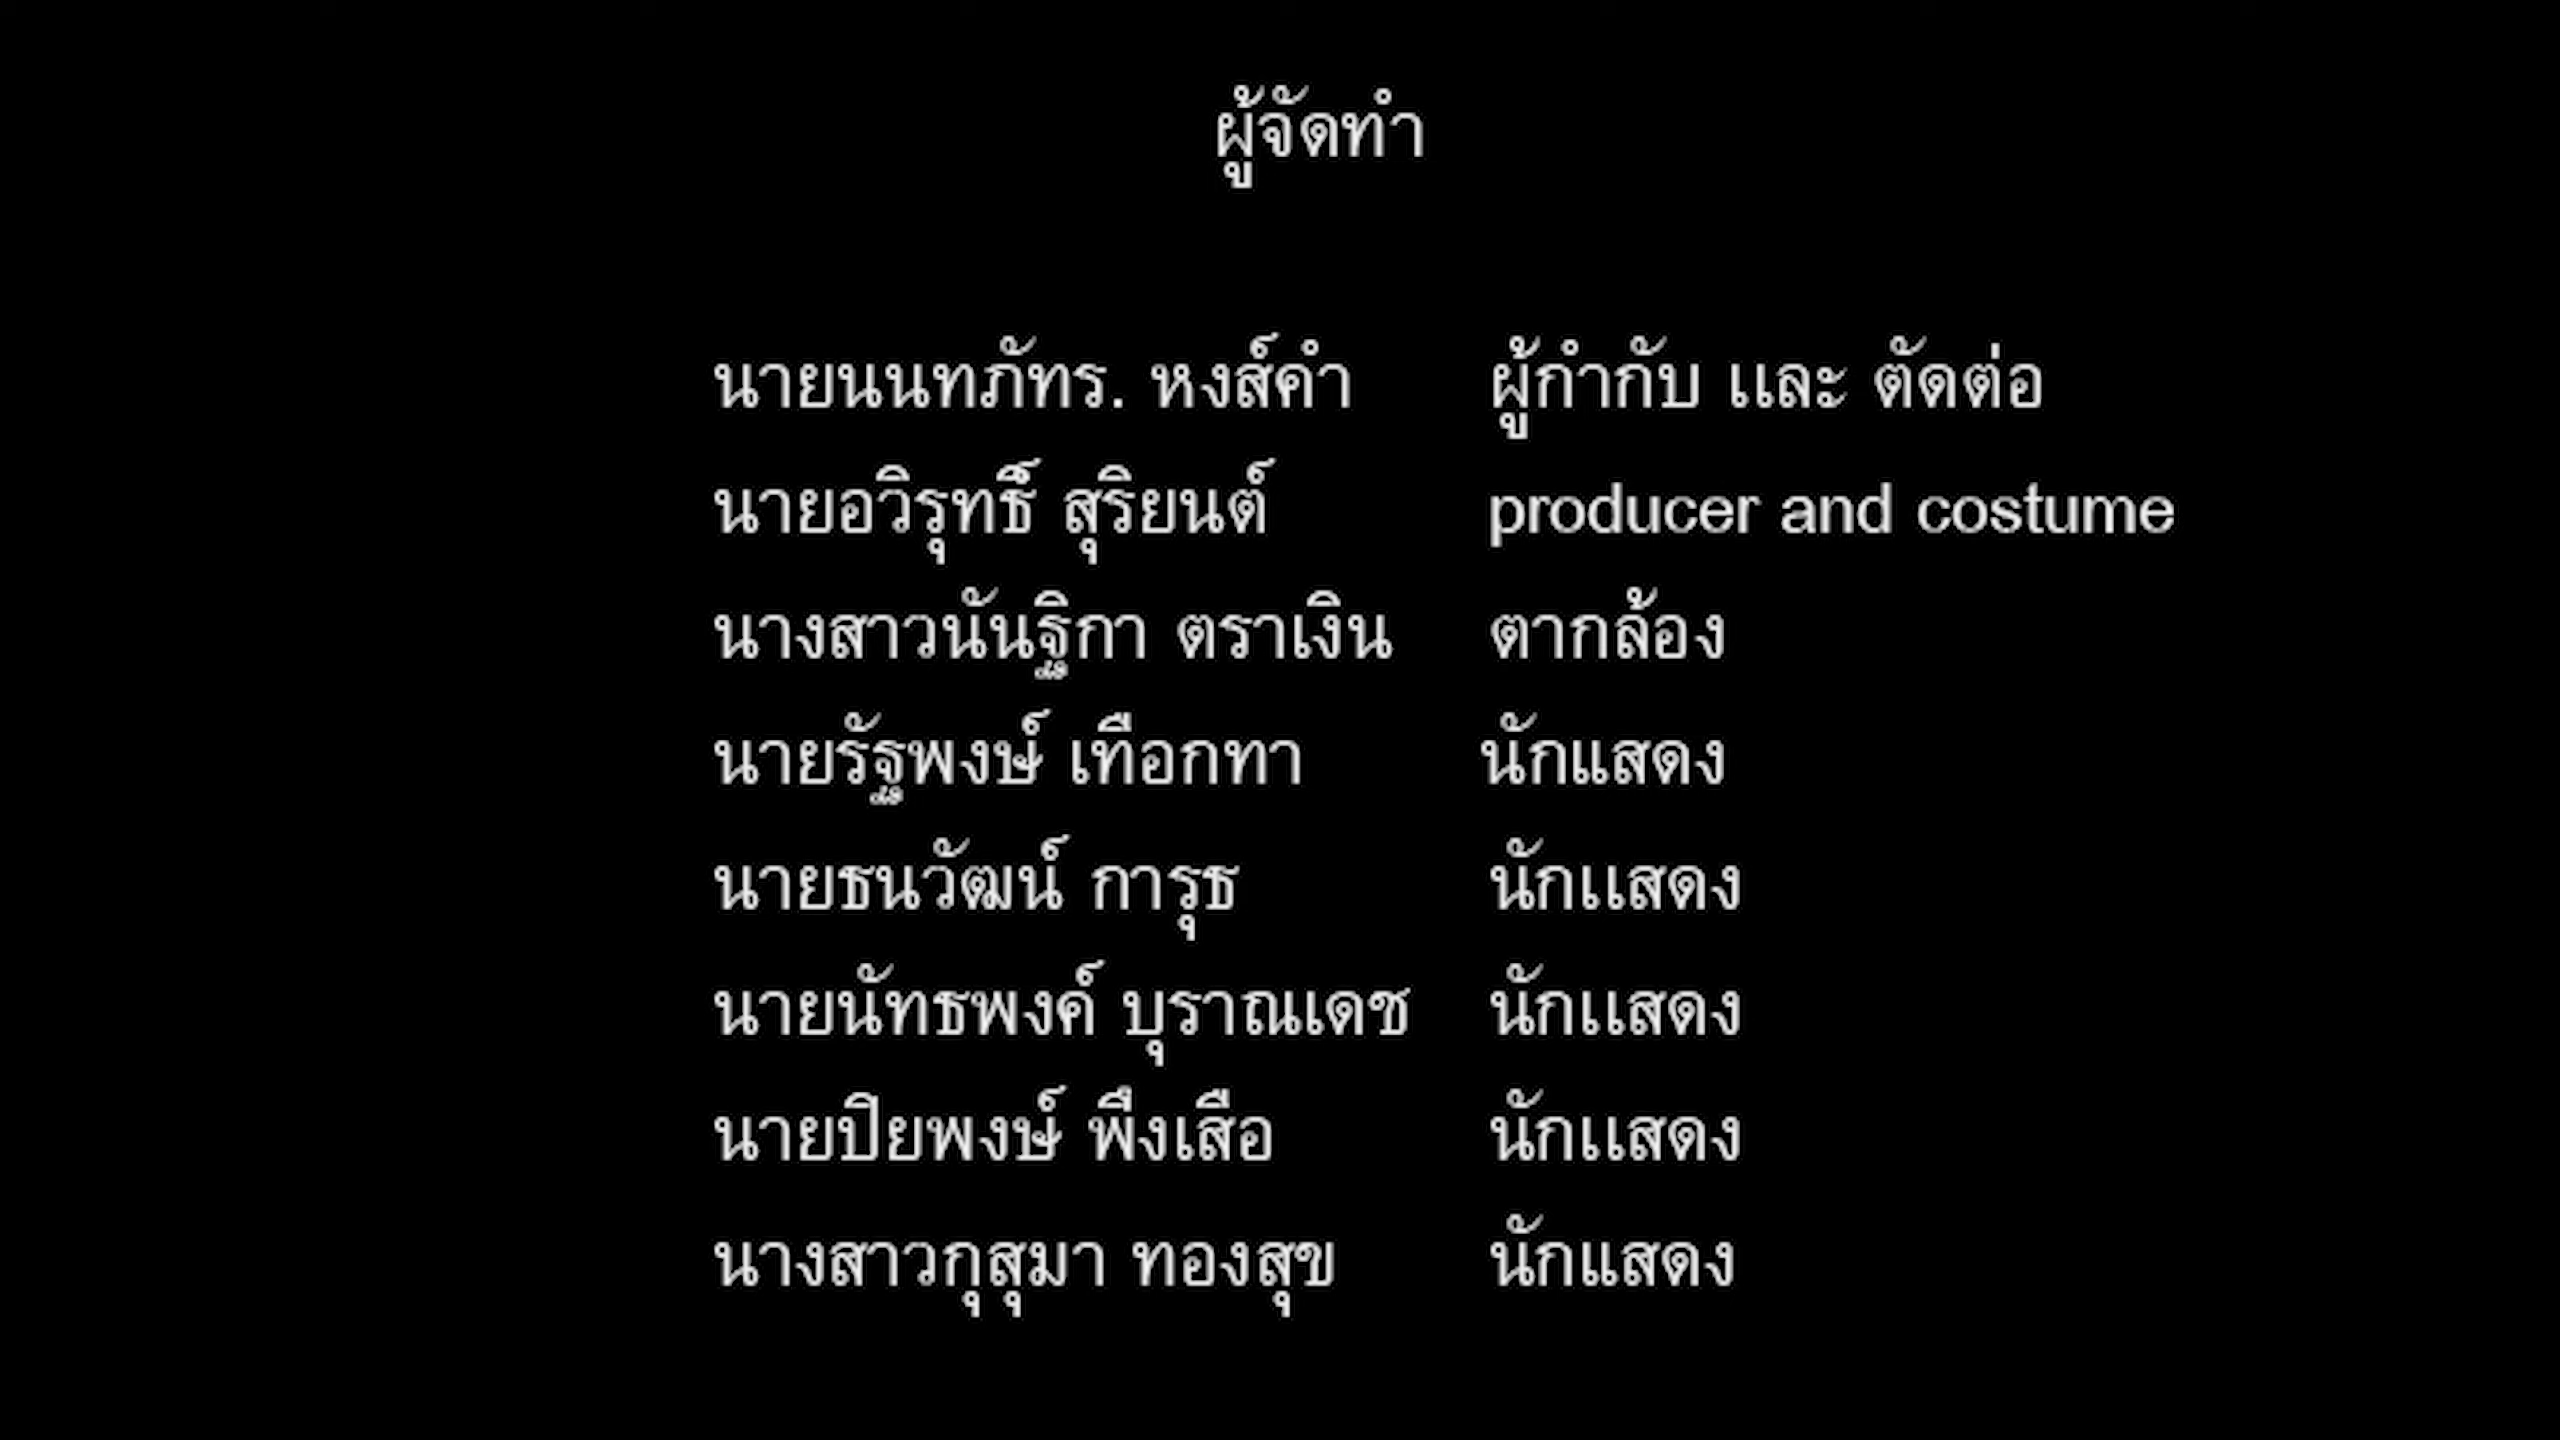 ผู้จัดทำ
นายนนทภัทร. หงส์คำ ผู้กำกับ และ ตัดต่อ
นายอวิรุทธิ์ สุริยนต์ producer and costume
นางสาวนันฐิกา ตราเงิน ตากล้อง
นายรัฐพงษ์ เทือกทา นักแสดง
นายธนวัฒน์ การุธ นักแสดง
นายนัทธพงค์ บุราณเดช นักแสดง
นายปิยพงษ์ พึงเสือ นักแสดง
นางสาวกุสุมา ทองสุข นักแสดง